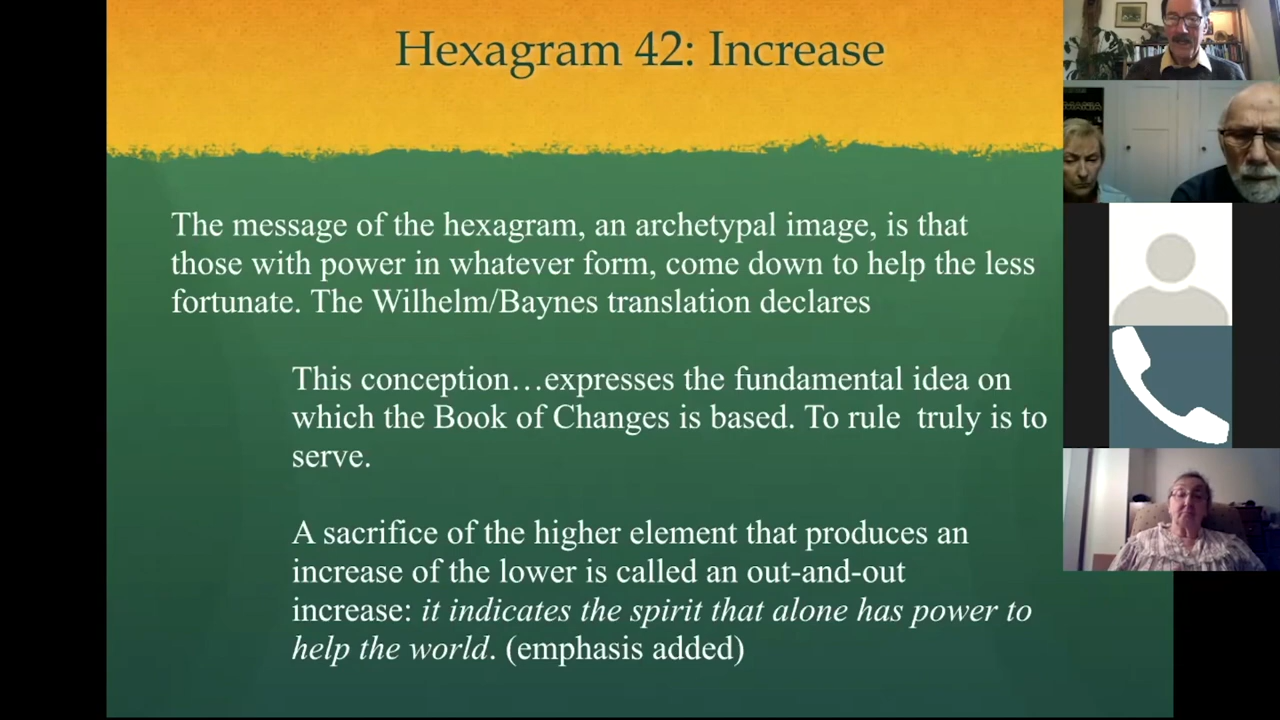 Hexagram 42: Increase
The message of the hexagram, an archetypal image, is that
those with power in whatever form, come down to help the less
fortunate. The Wilhelm/Baynes translation declares
This conception…expresses the fundamental idea on
which the Book of Changes is based. To rule  truly is to
serve.
A sacrifice of the higher element that produces an
increase of the lower is called an out-and-out
increase: it indicates the spirit that alone has power to
help the world. (emphasis added)